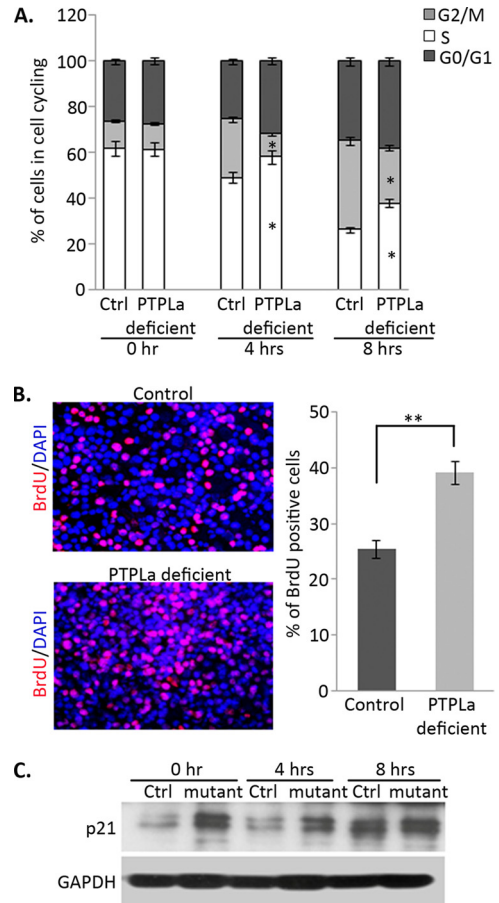 A.
G2/M
S
G0/G1
% of cells in cell cycling
120
100
80
60
40
20
0
Ctrl PTPLa Ctrl PTPLa Ctrl PTPLa
deficient deficient deficient
0 hr 4 hrs 8 hrs
* * * *
B.
Control
BrdU/DAPI
PTPLa deficient
BrdU/DAPI
% of BrdU positive cells
50
40
30
20
10
0
**
Control PTPLa
deficient
C.
0 hr 4 hrs 8 hrs
Ctrl mutant Ctrl mutant Ctrl mutant
p21
GAPDH